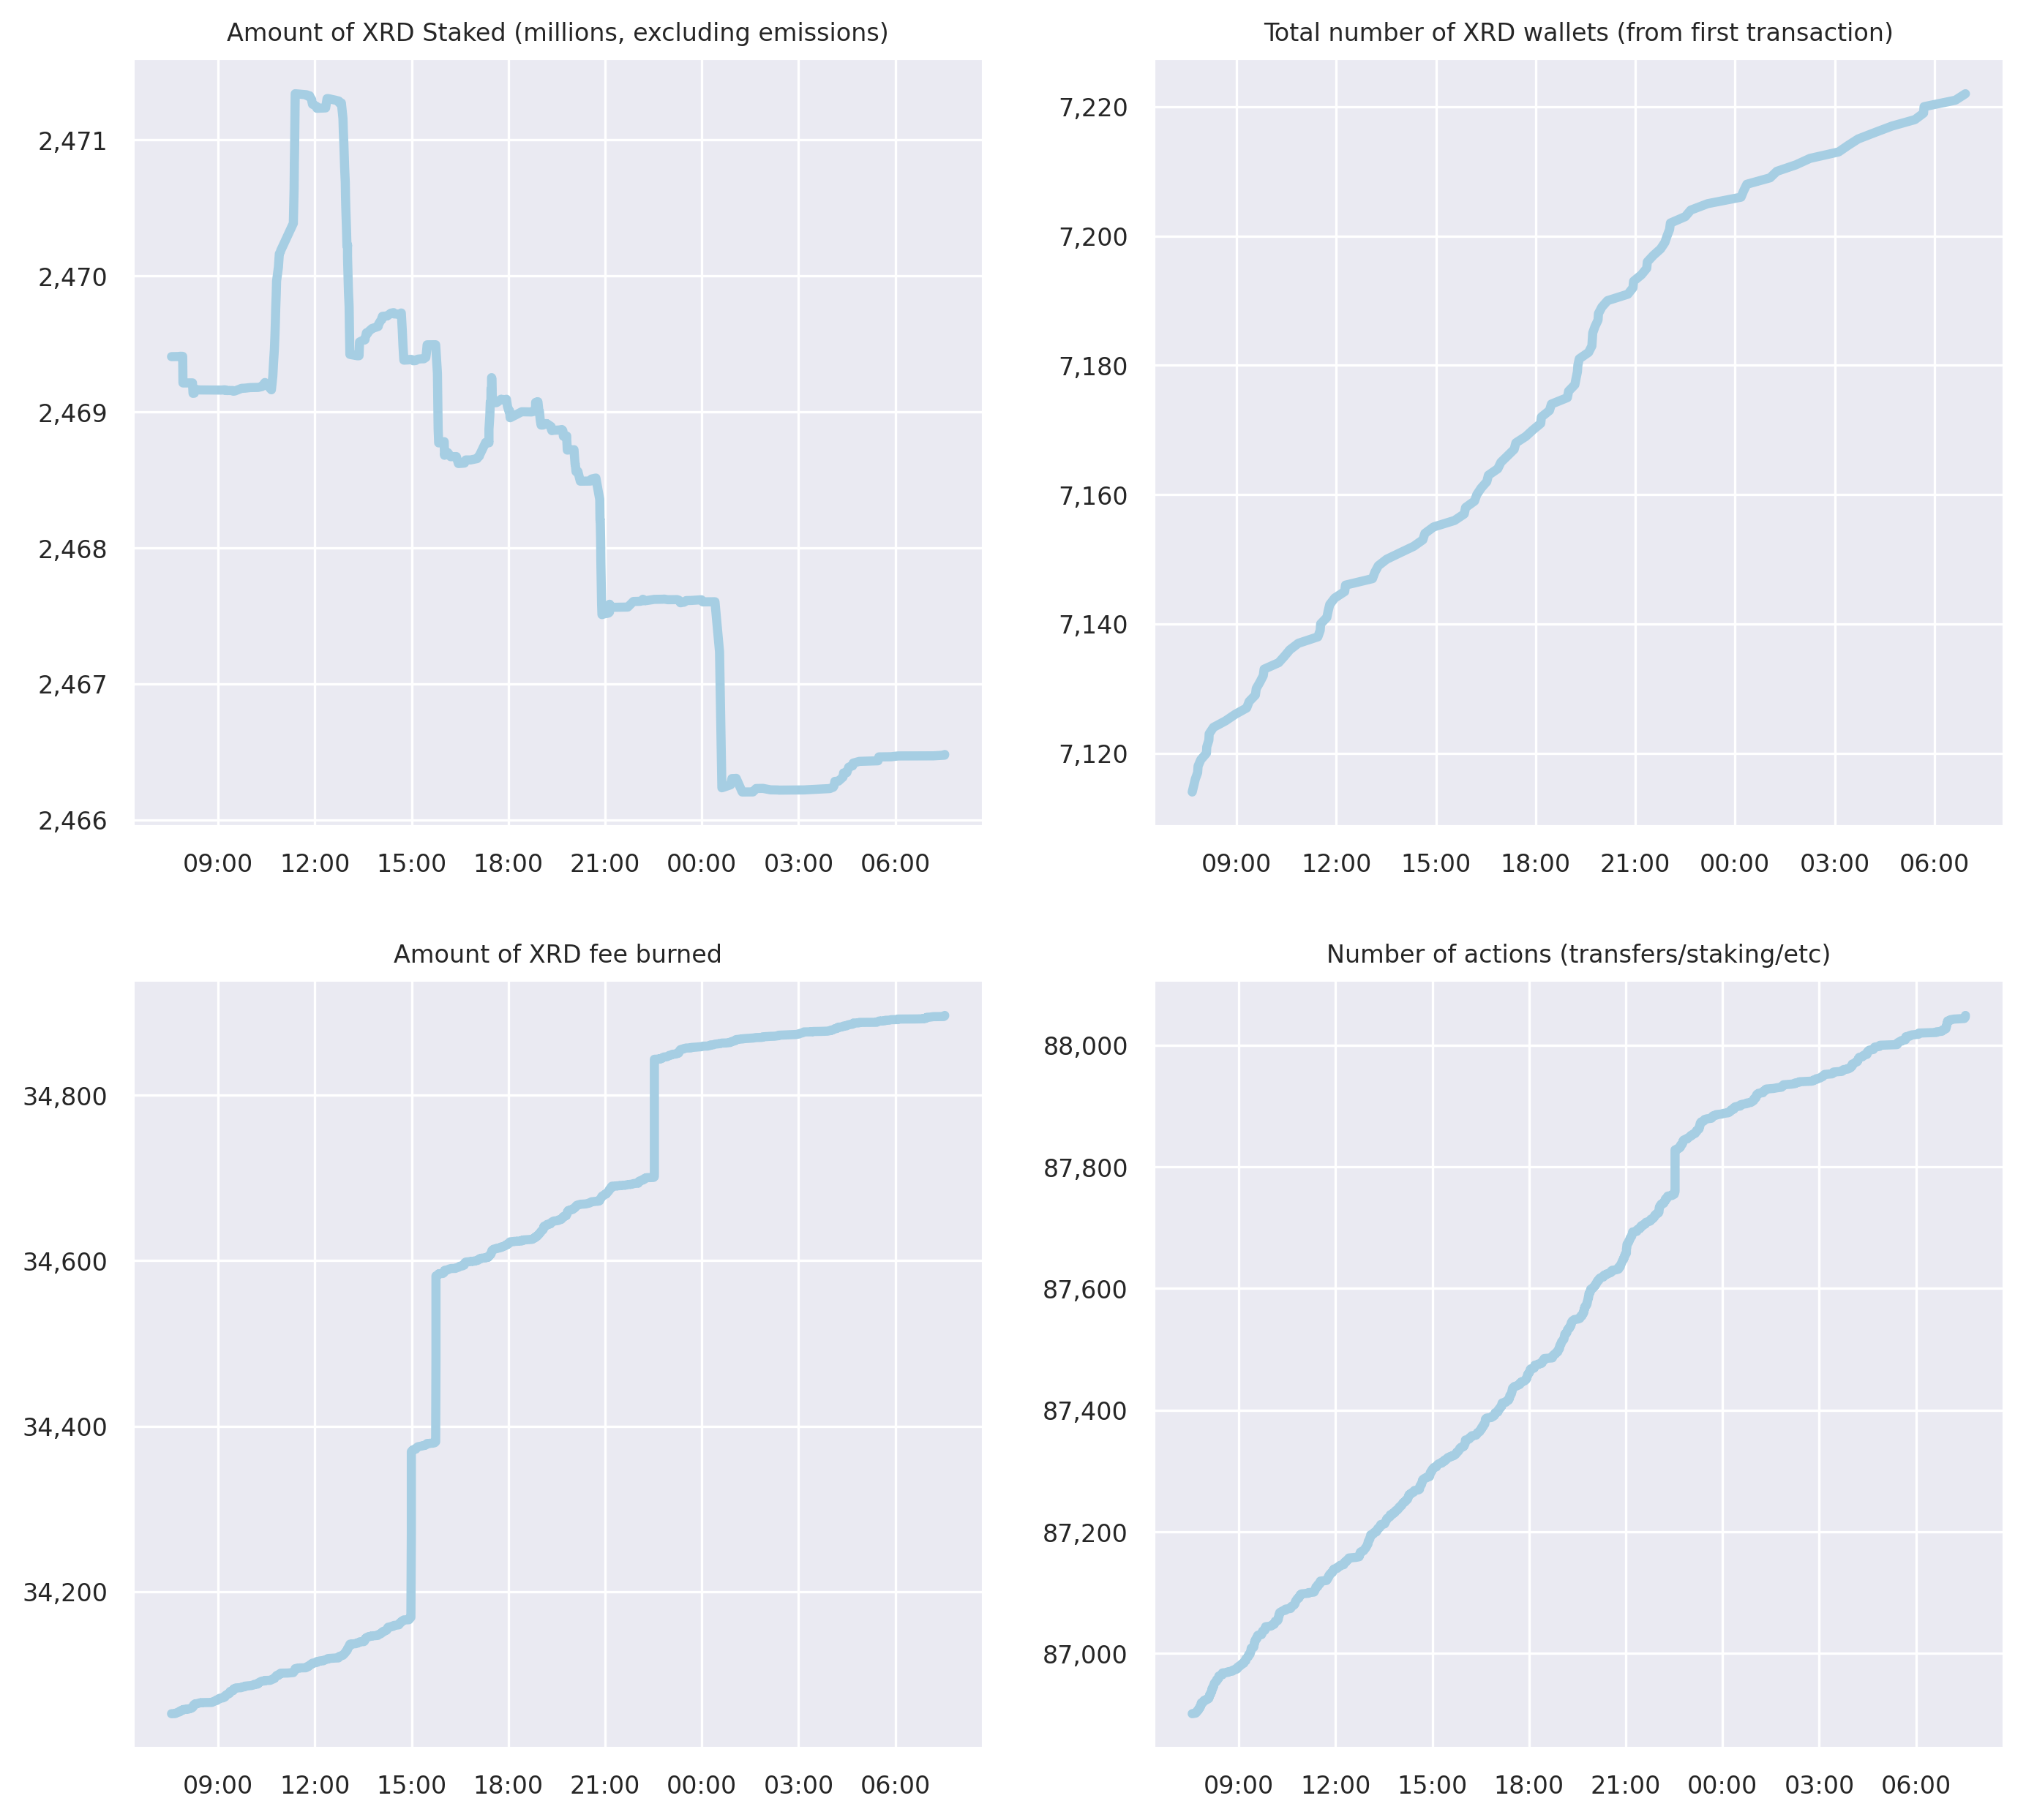 Amount of XRD Staked (millions, excluding emissions)
2,471
2,470
2,469
2,468
2,467
2,466
09:00 12:00 15:00 18:00 21:00 00:00 03:00 06:00
Total number of XRD wallets (from first transaction)
7,220
7,200
7,180
7,160
7,140
7,120
09:00 12:00 15:00 18:00 21:00 00:00 03:00 06:00
Amount of XRD fee burned
34,800
34,600
34,400
34,200
09:00 12:00 15:00 18:00 21:00 00:00 03:00 06:00
Number of actions (transfers/staking/etc)
88,000
87,800
87,600
87,400
87,200
87,000
09:00 12:00 15:00 18:00 21:00 00:00 03:00 06:00